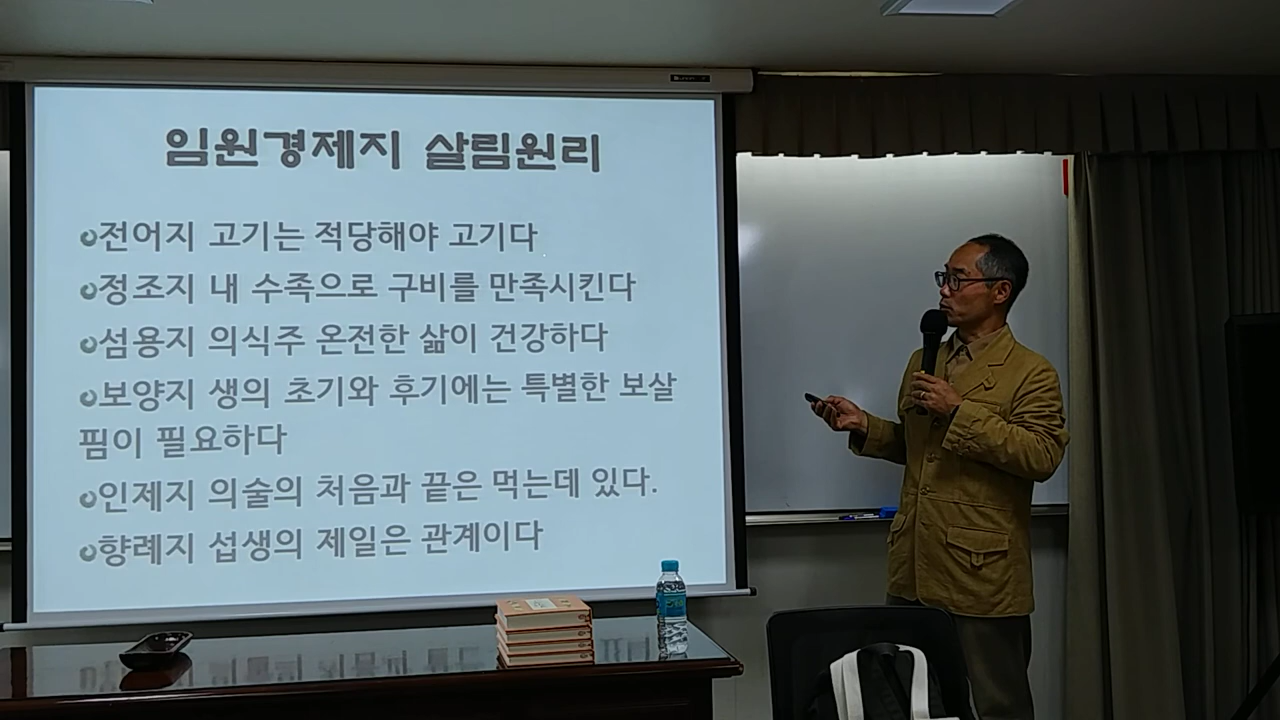 임원경제지 살림원리
전어지 고기는 적당해야 고기다
정조지 내 수족으로 구비를 만족시킨다
섬용지 의식주 온전한 삶이 건강하다
보양지 생의 초기와 후기에는 특별한 보살
핌이 필요하다
인제지 의술의 처음과 끝은 먹는데 있다.
향례지 섭생의 제일은 관계이다